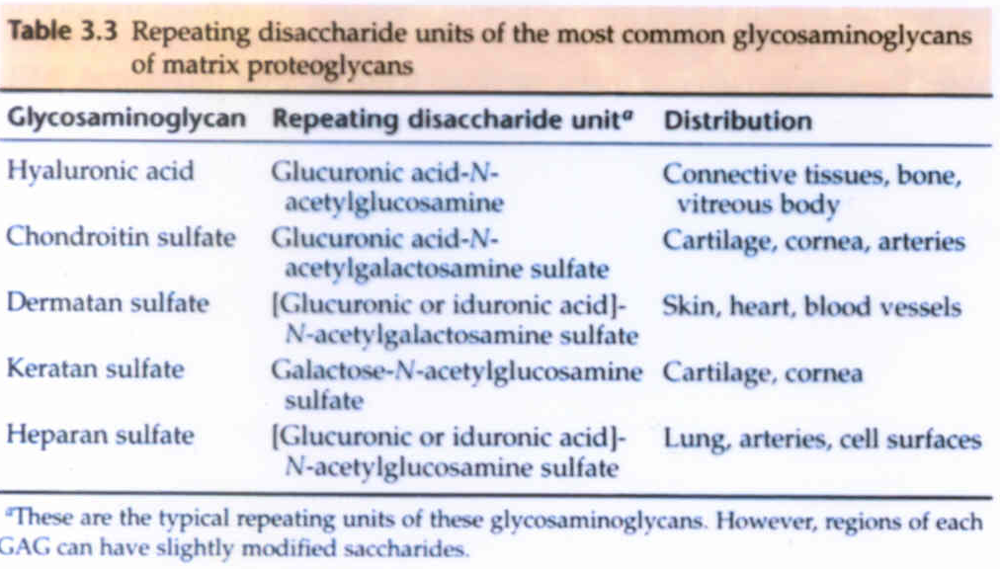 Table 3.3 Repeating disaccharide units of the most common glycosaminoglycans
of matrix proteoglycans
Glycosaminoglycan Repeating disaccharide unitᵃ Distribution
Hyaluronic acid Glucuronic acid-N- Connective tissues, bone,
acetylglucosamine vitreous body
Chondroitin sulfate Glucuronic acid-N- Cartilage, cornea, arteries
acetylgalactosamine sulfate
Dermatan sulfate [Glucuronic or iduronic acid]- Skin, heart, blood vessels
N-acetylgalactosamine sulfate
Keratan sulfate Galactose-N-acetylglucosamine Cartilage, cornea
sulfate
Heparan sulfate [Glucuronic or iduronic acid]- Lung, arteries, cell surfaces
N-acetylglucosamine sulfate
ᵃThese are the typical repeating units of these glycosaminoglycans. However, regions of each
GAG can have slightly modified saccharides.